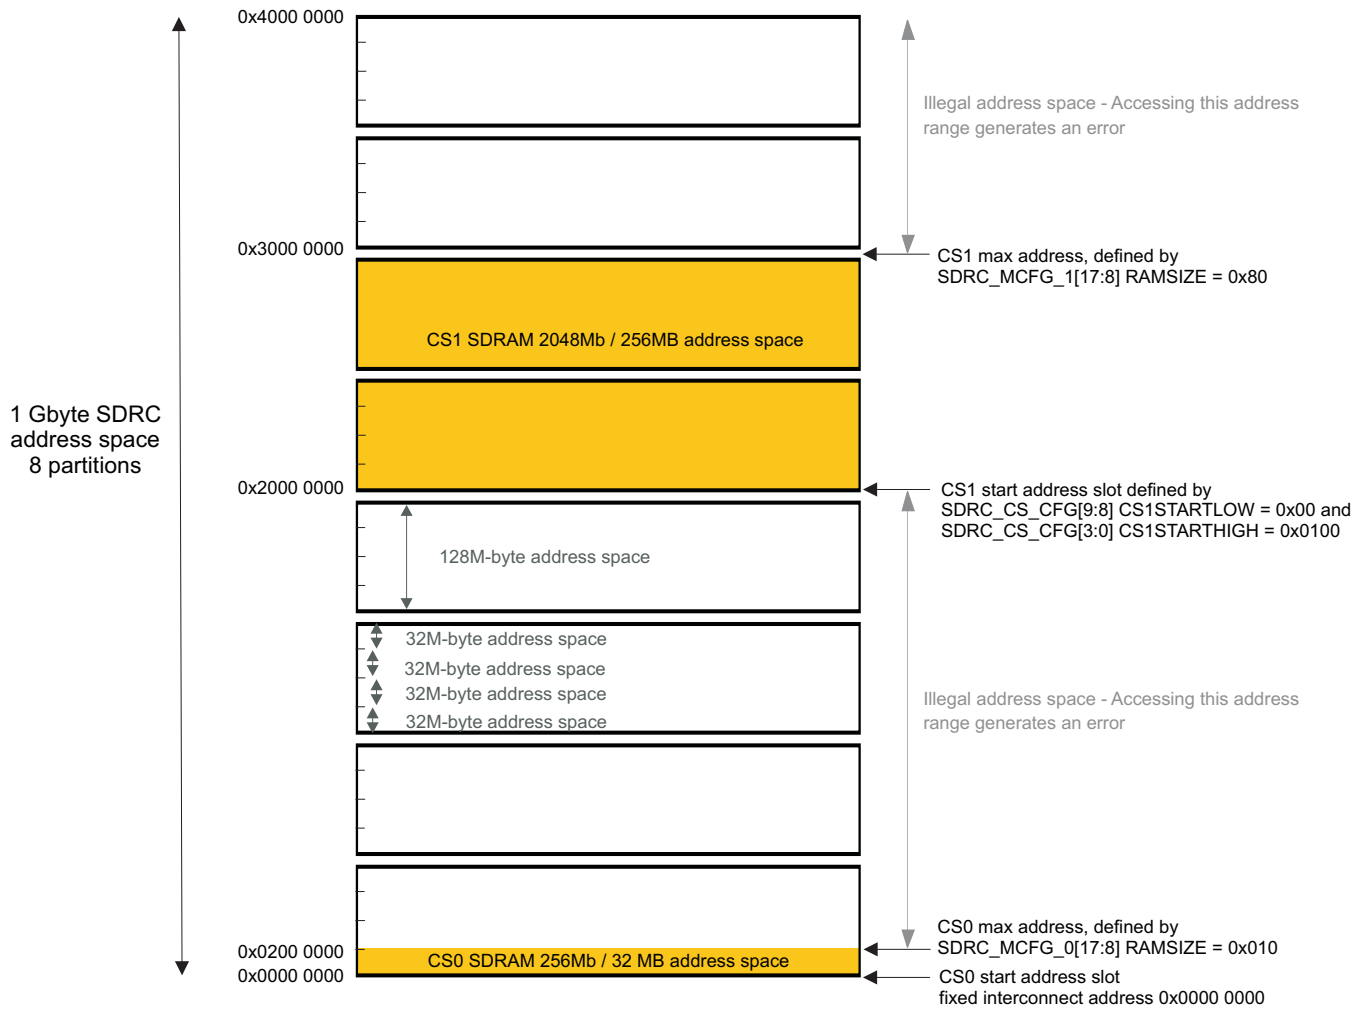 0x4000 0000
Illegal address space - Accessing this address
range generates an error
0x3000 0000
CS1 max address, defined by
SDRC_MCFG_1[17:8] RAMSIZE = 0x80
CS1 SDRAM 2048Mb / 256MB address space
1 Gbyte SDRC
address space
8 partitions
0x2000 0000
CS1 start address slot defined by
SDRC_CS_CFG[9:8] CS1STARTLOW = 0x00 and
SDRC_CS_CFG[3:0] CS1STARTHIGH = 0x0100
128M-byte address space
32M-byte address space
32M-byte address space
32M-byte address space
32M-byte address space
Illegal address space - Accessing this address
range generates an error
CS0 max address, defined by
SDRC_MCFG_0[17:8] RAMSIZE = 0x010
0x0200 0000
CS0 SDRAM 256Mb / 32 MB address space
0x0000 0000
CS0 start address slot
fixed interconnect address 0x0000 0000